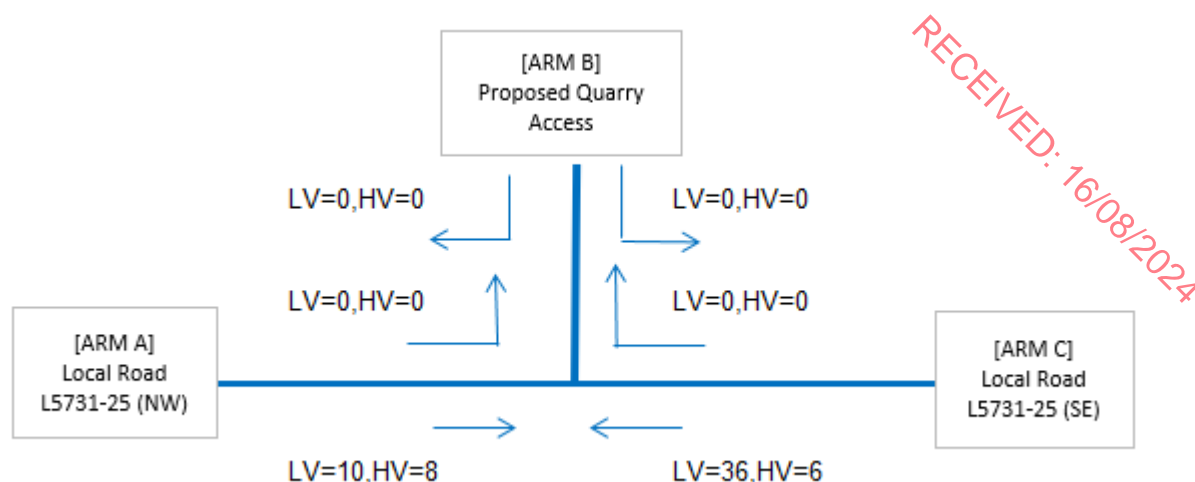 [ARM B]
Proposed Quarry
Access
RECEIVED: 16/08/2024
LV=0,HV=0
LV=0,HV=0
LV=0,HV=0
LV=0,HV=0
[ARM A]
Local Road
L5731-25 (NW)
[ARM C]
Local Road
L5731-25 (SE)
LV=10,HV=8
LV=36,HV=6